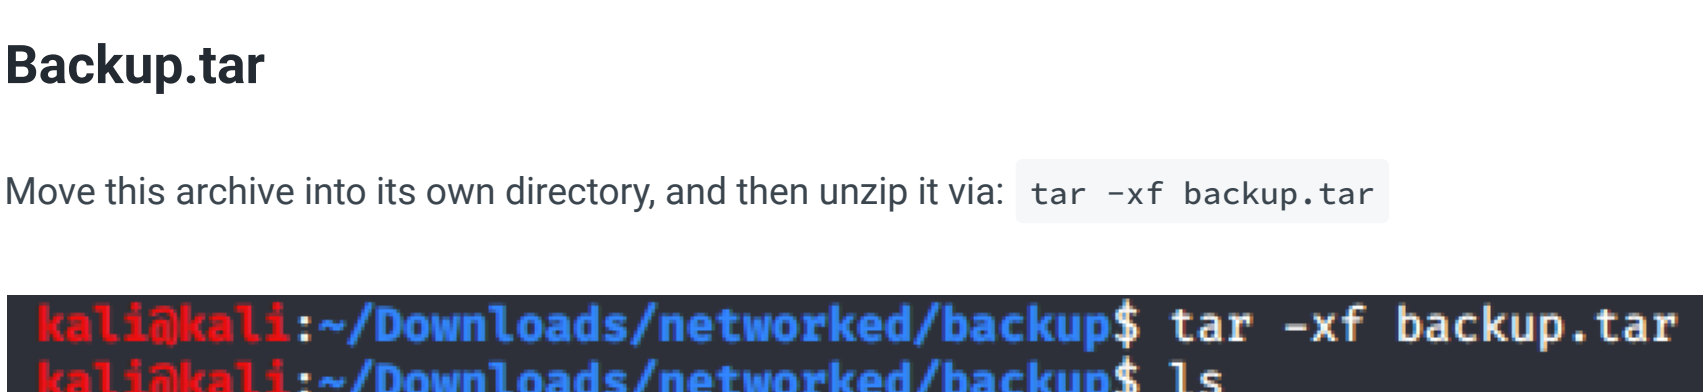 Backup.tar
Move this archive into its own directory, and then unzip it via: tar -xf backup.tar
kali@kali:~/Downloads/networked/backup$ tar -xf backup.tar
kali@kali:~/Downloads/networked/backup$ ls